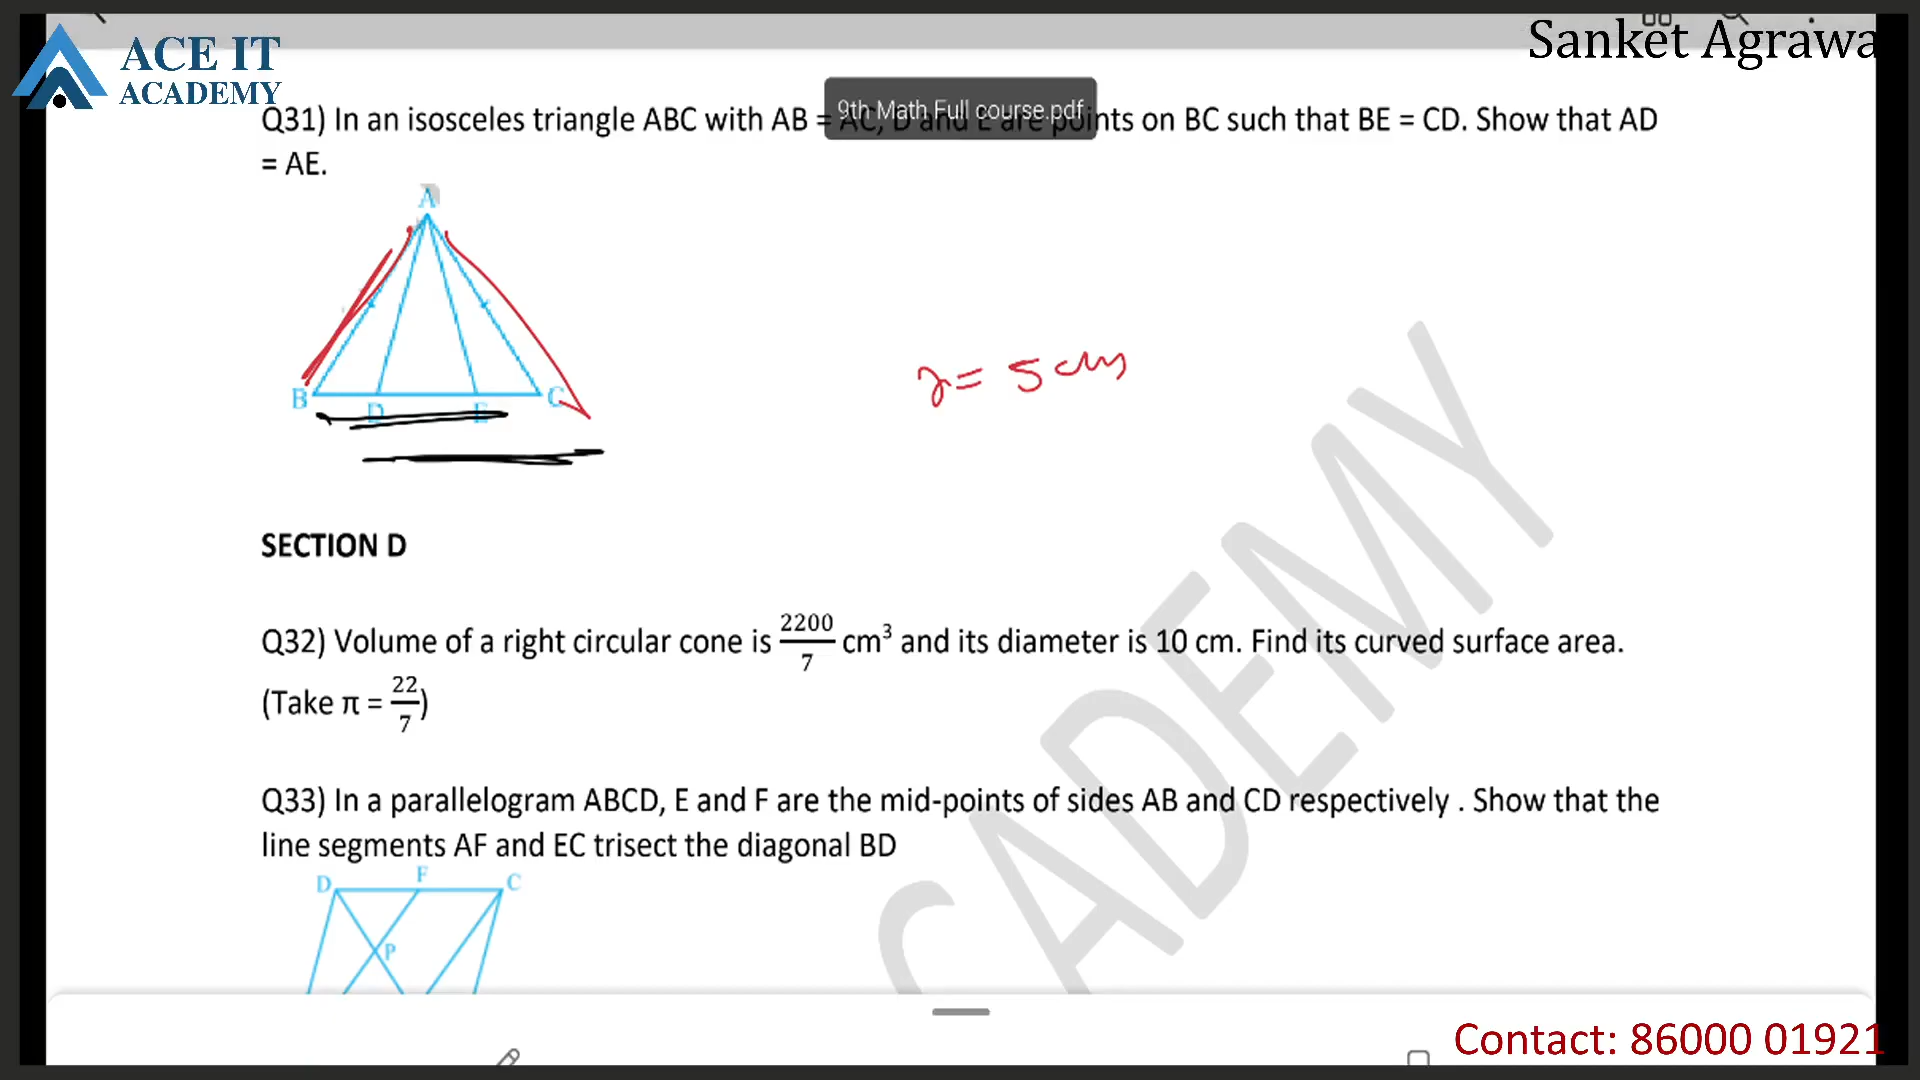 ACE IT
ACADEMY
Sanket Agrawa
9th Math Full course.pdf
Q31) In an isosceles triangle ABC with AB = AC, D and E are points on BC such that BE = CD. Show that AD
= AE.
A
B
D
E
C
r = 5 cm
SECTION D
Q32) Volume of a right circular cone is 2200/7 cm³ and its diameter is 10 cm. Find its curved surface area.
(Take π = 22/7)
Q33) In a parallelogram ABCD, E and F are the mid-points of sides AB and CD respectively . Show that the
line segments AF and EC trisect the diagonal BD
D
F
C
P
CADEMY
Contact: 86000 01921